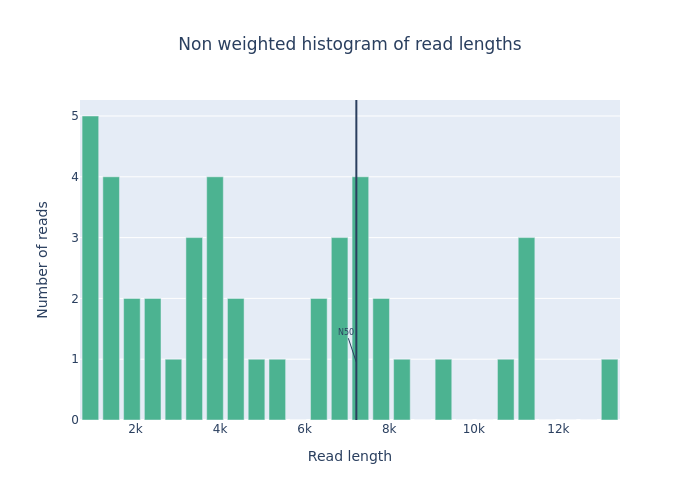 Non weighted histogram of read lengths
Number of reads
5
4
3
2
1
0
N50
2k 4k 6k 8k 10k 12k
Read length